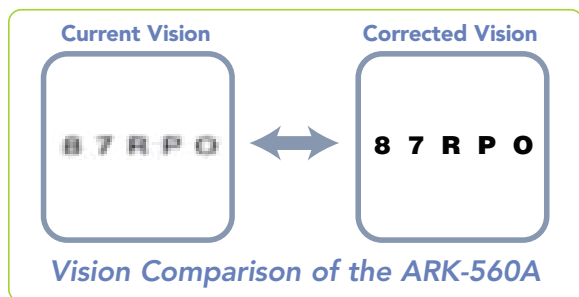 Current Vision
Corrected Vision
8 7 R P O
8 7 R P O
Vision Comparison of the ARK-560A